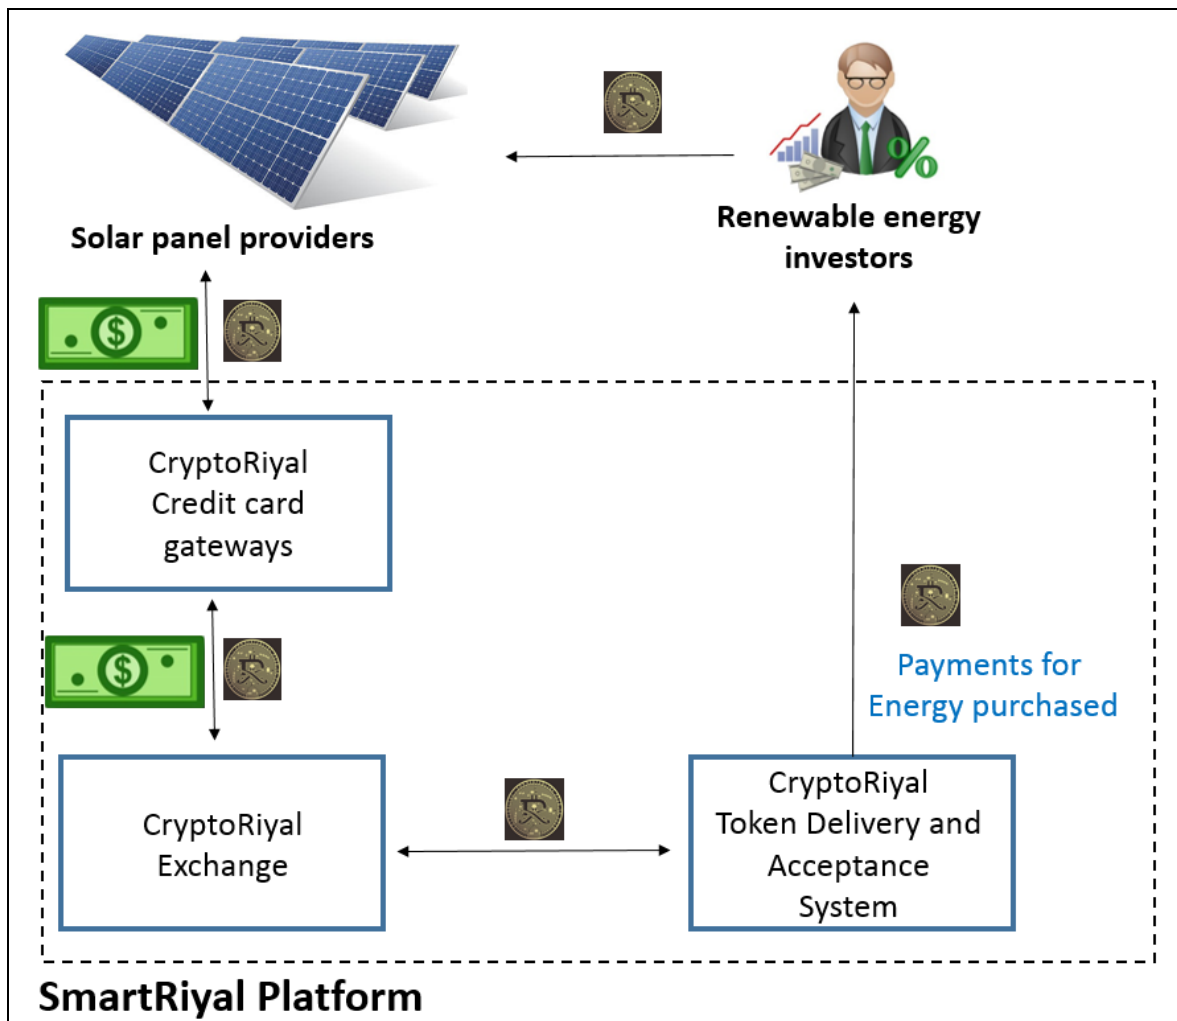 Solar panel providers
Renewable energy
investors
%
$
CryptoRiyal
Credit card
gateways
$
Payments for
Energy purchased
CryptoRiyal
Exchange
CryptoRiyal
Token Delivery and
Acceptance
System
SmartRiyal Platform